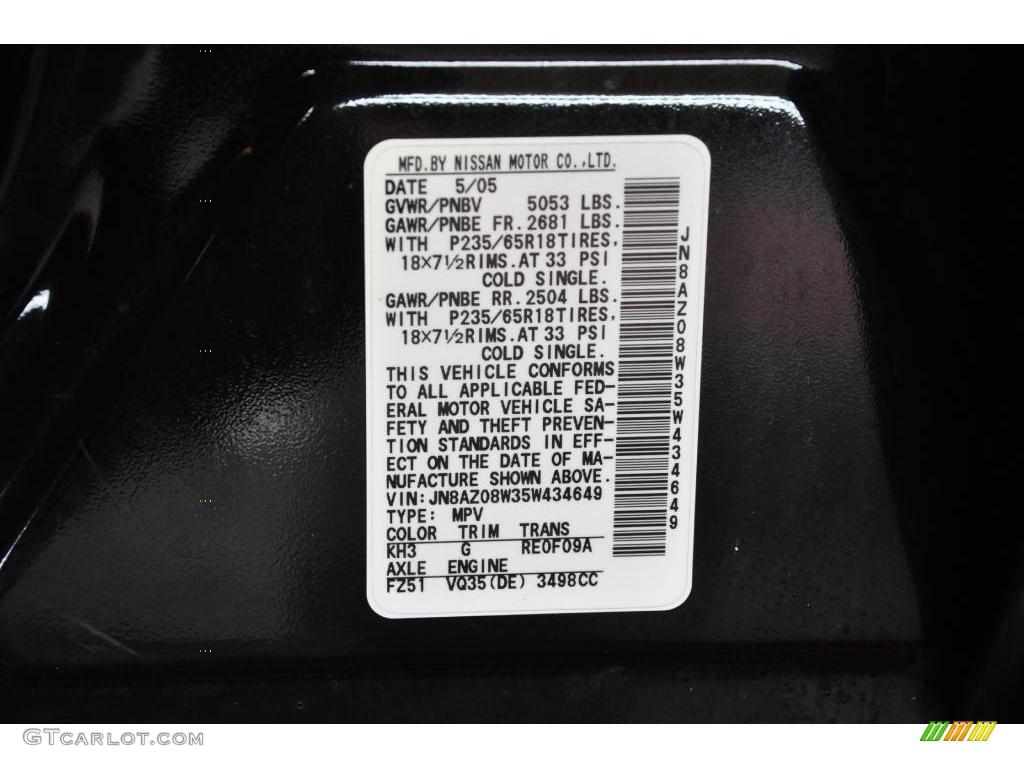 MFD.BY NISSAN MOTOR CO.,LTD.
DATE 5/05
GVWR/PNBV 5053 LBS.
GAWR/PNBE FR. 2681 LBS.
WITH P235/65R18TIRES,
18×7½RIMS.AT 33 PSI
COLD SINGLE.
GAWR/PNBE RR. 2504 LBS.
WITH P235/65R18TIRES,
18×7½RIMS.AT 33 PSI
COLD SINGLE.
THIS VEHICLE CONFORMS
TO ALL APPLICABLE FED-
ERAL MOTOR VEHICLE SA-
FETY AND THEFT PREVEN-
TION STANDARDS IN EFF-
ECT ON THE DATE OF MA-
NUFACTURE SHOWN ABOVE.
VIN:JN8AZ08W35W434649
TYPE: MPV
COLOR TRIM TRANS
KH3 G RE0F09A
AXLE ENGINE
FZ51 VQ35(DE) 3498CC
JN8AZ08W35W434649
GTcarlot.com